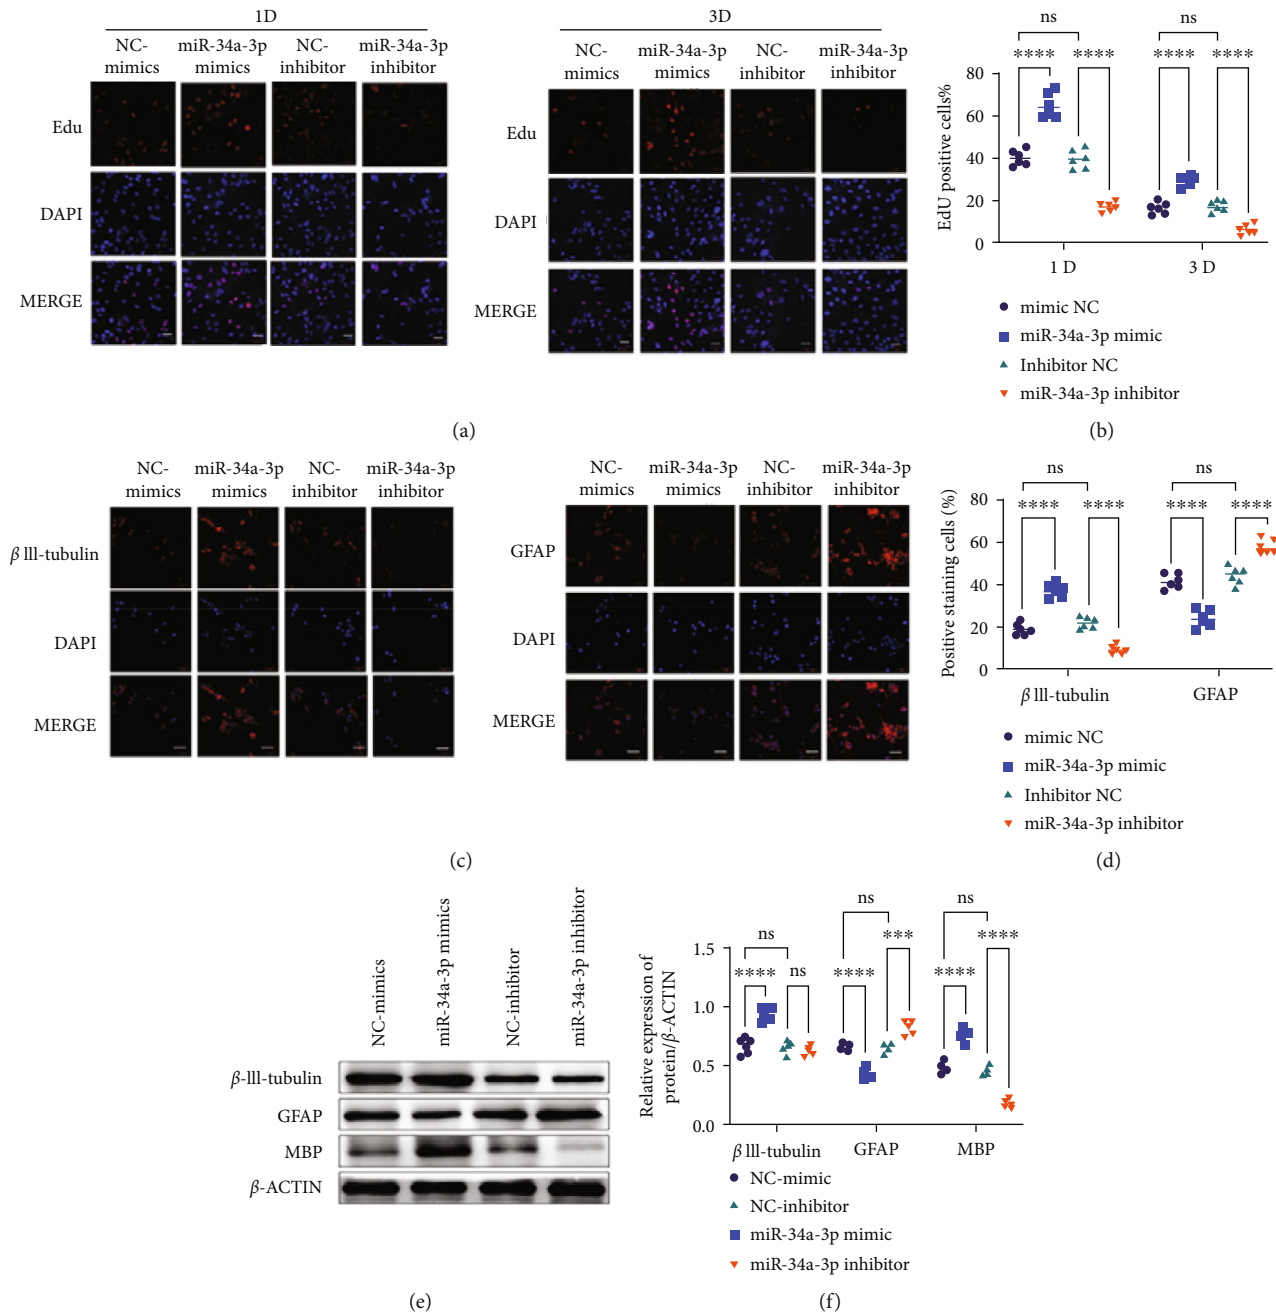 1D
NC-mimics
miR-34a-3p mimics
NC-inhibitor
miR-34a-3p inhibitor
Edu
DAPI
MERGE
3D
NC-mimics
miR-34a-3p mimics
NC-inhibitor
miR-34a-3p inhibitor
Edu
DAPI
MERGE
(a)
ns
ns
**** **** **** ****
EdU positive cells%
80
60
40
20
0
1 D
3 D
mimic NC
miR-34a-3p mimic
Inhibitor NC
miR-34a-3p inhibitor
(b)
NC-mimics
miR-34a-3p mimics
NC-inhibitor
miR-34a-3p inhibitor
β lll-tubulin
DAPI
MERGE
NC-mimics
miR-34a-3p mimics
NC-inhibitor
miR-34a-3p inhibitor
GFAP
DAPI
MERGE
(c)
ns
ns
**** **** **** ****
Positive staining cells (%)
80
60
40
20
0
β lll-tubulin
GFAP
mimic NC
miR-34a-3p mimic
Inhibitor NC
miR-34a-3p inhibitor
(d)
NC-mimics
miR-34a-3p mimics
NC-inhibitor
miR-34a-3p inhibitor
β-lll-tubulin
GFAP
MBP
β-ACTIN
(e)
ns
ns
ns
**** ns **** *** **** ****
Relative expression of
protein/β-ACTIN
1.5
1.0
0.5
0.0
β lll-tubulin
GFAP
MBP
NC-mimic
NC-inhibitor
miR-34a-3p mimic
miR-34a-3p inhibitor
(f)